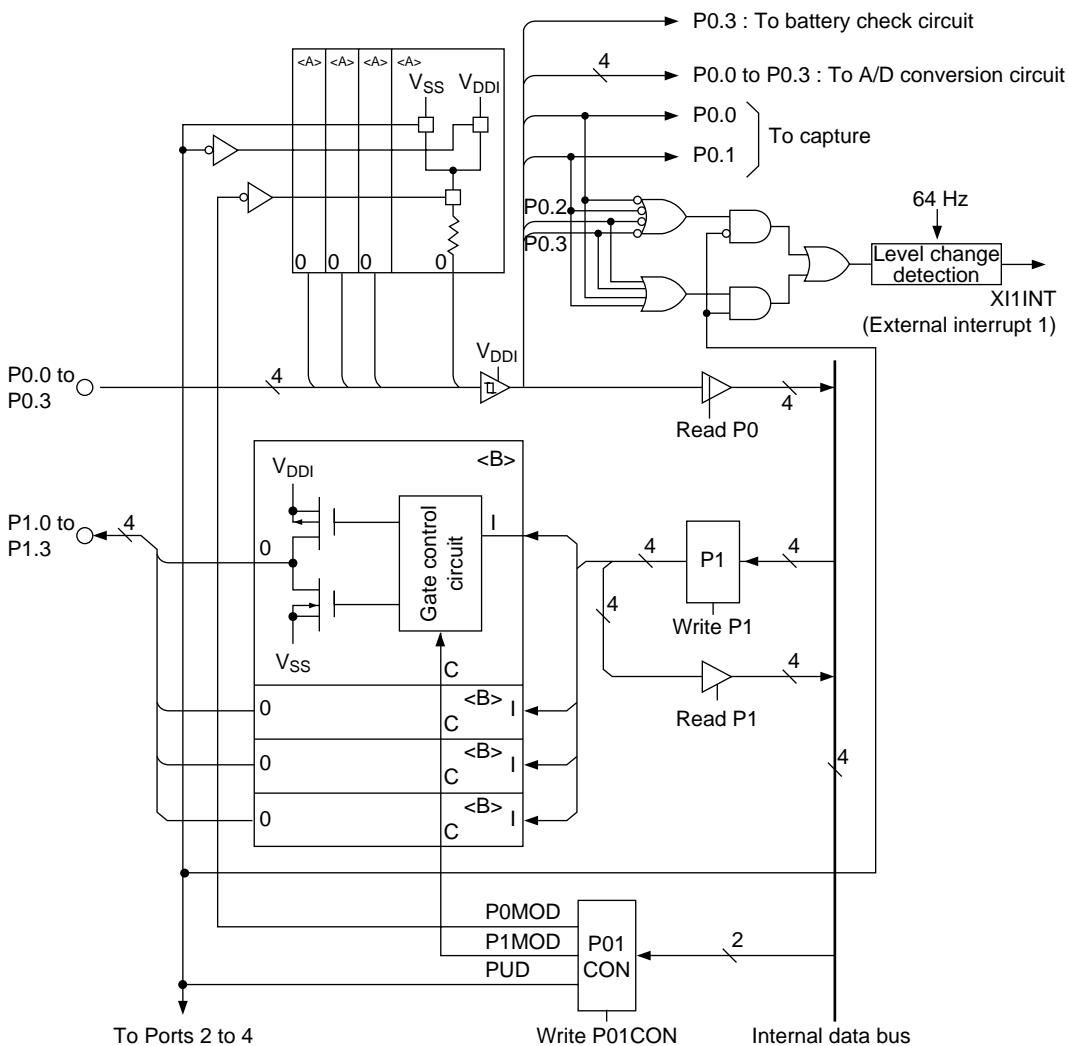 P0.3 : To battery check circuit
<A> <A> <A> <A>
4
P0.0 to P0.3 : To A/D conversion circuit
VSS VDDI
P0.0
To capture
P0.1
P0.2
64 Hz
P0.3
Level change
detection
0 0 0 0
XI1INT
(External interrupt 1)
VDDI
P0.0 to
P0.3
4
4
Read P0
<B>
VDDI
P1.0 to
P1.3
4
I
0
Gate control
circuit
4
P1
4
4
Write P1
VSS
C
4
Read P1
<B>
0
I
C
<B>
0
I
C
4
<B>
0
I
C
P0MOD
P1MOD
PUD
P01
CON
2
To Ports 2 to 4
Write P01CON
Internal data bus